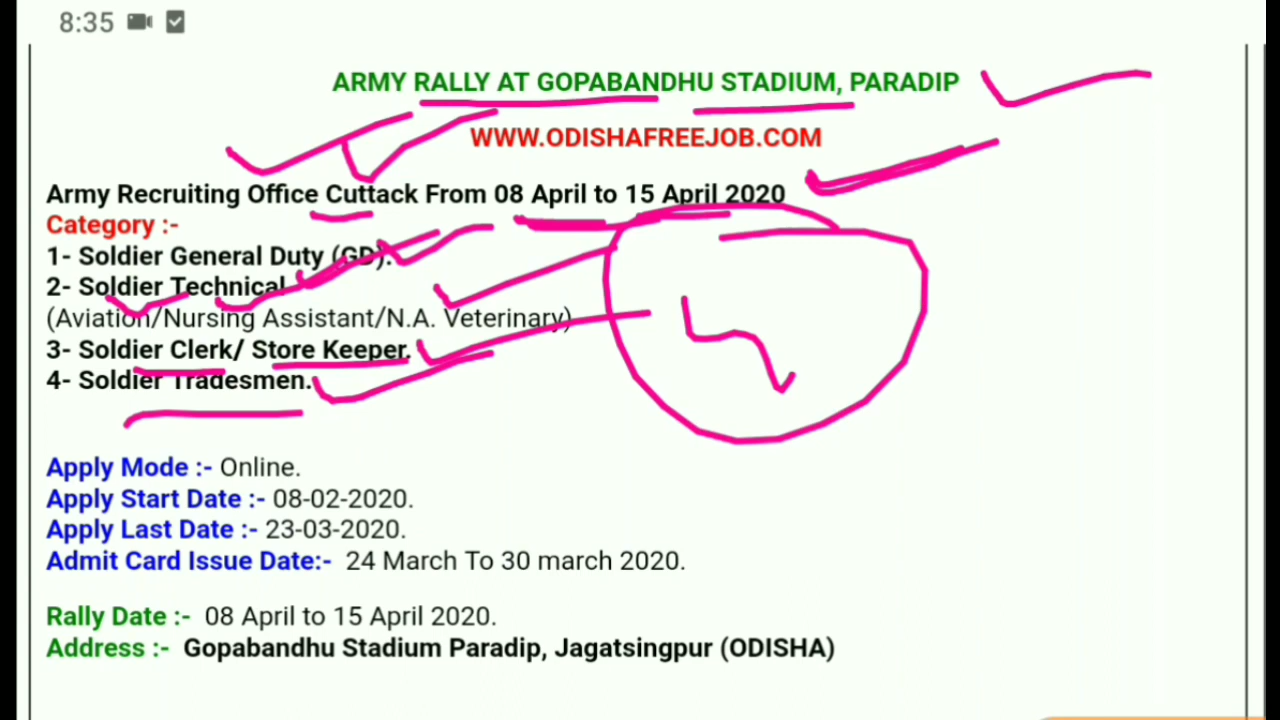 8:35
ARMY RALLY AT GOPABANDHU STADIUM, PARADIP
WWW.ODISHAFREEJOB.COM
Army Recruiting Office Cuttack From 08 April to 15 April 2020
Category :-
1- Soldier General Duty (GD).
2- Soldier Technical
(Aviation/Nursing Assistant/N.A. Veterinary)
3- Soldier Clerk/ Store Keeper.
4- Soldier Tradesmen.
Apply Mode :- Online.
Apply Start Date :- 08-02-2020.
Apply Last Date :- 23-03-2020.
Admit Card Issue Date:- 24 March To 30 march 2020.
Rally Date :- 08 April to 15 April 2020.
Address :- Gopabandhu Stadium Paradip, Jagatsingpur (ODISHA)